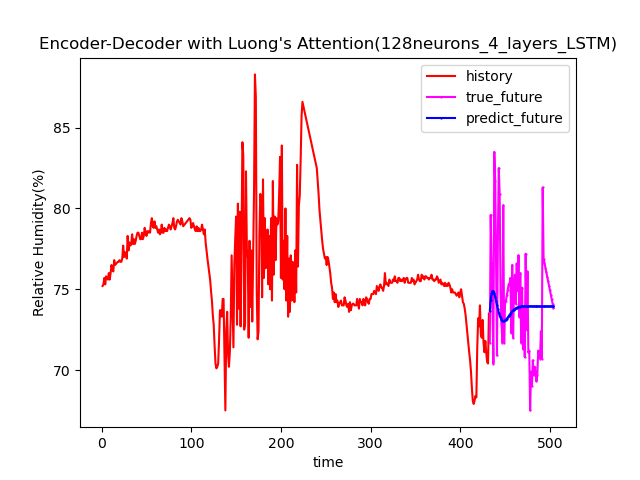 Encoder-Decoder with Luong's Attention(128neurons_4_layers_LSTM)
history
true_future
predict_future
Relative Humidity(%)
85
80
75
70
0 100 200 300 400 500
time